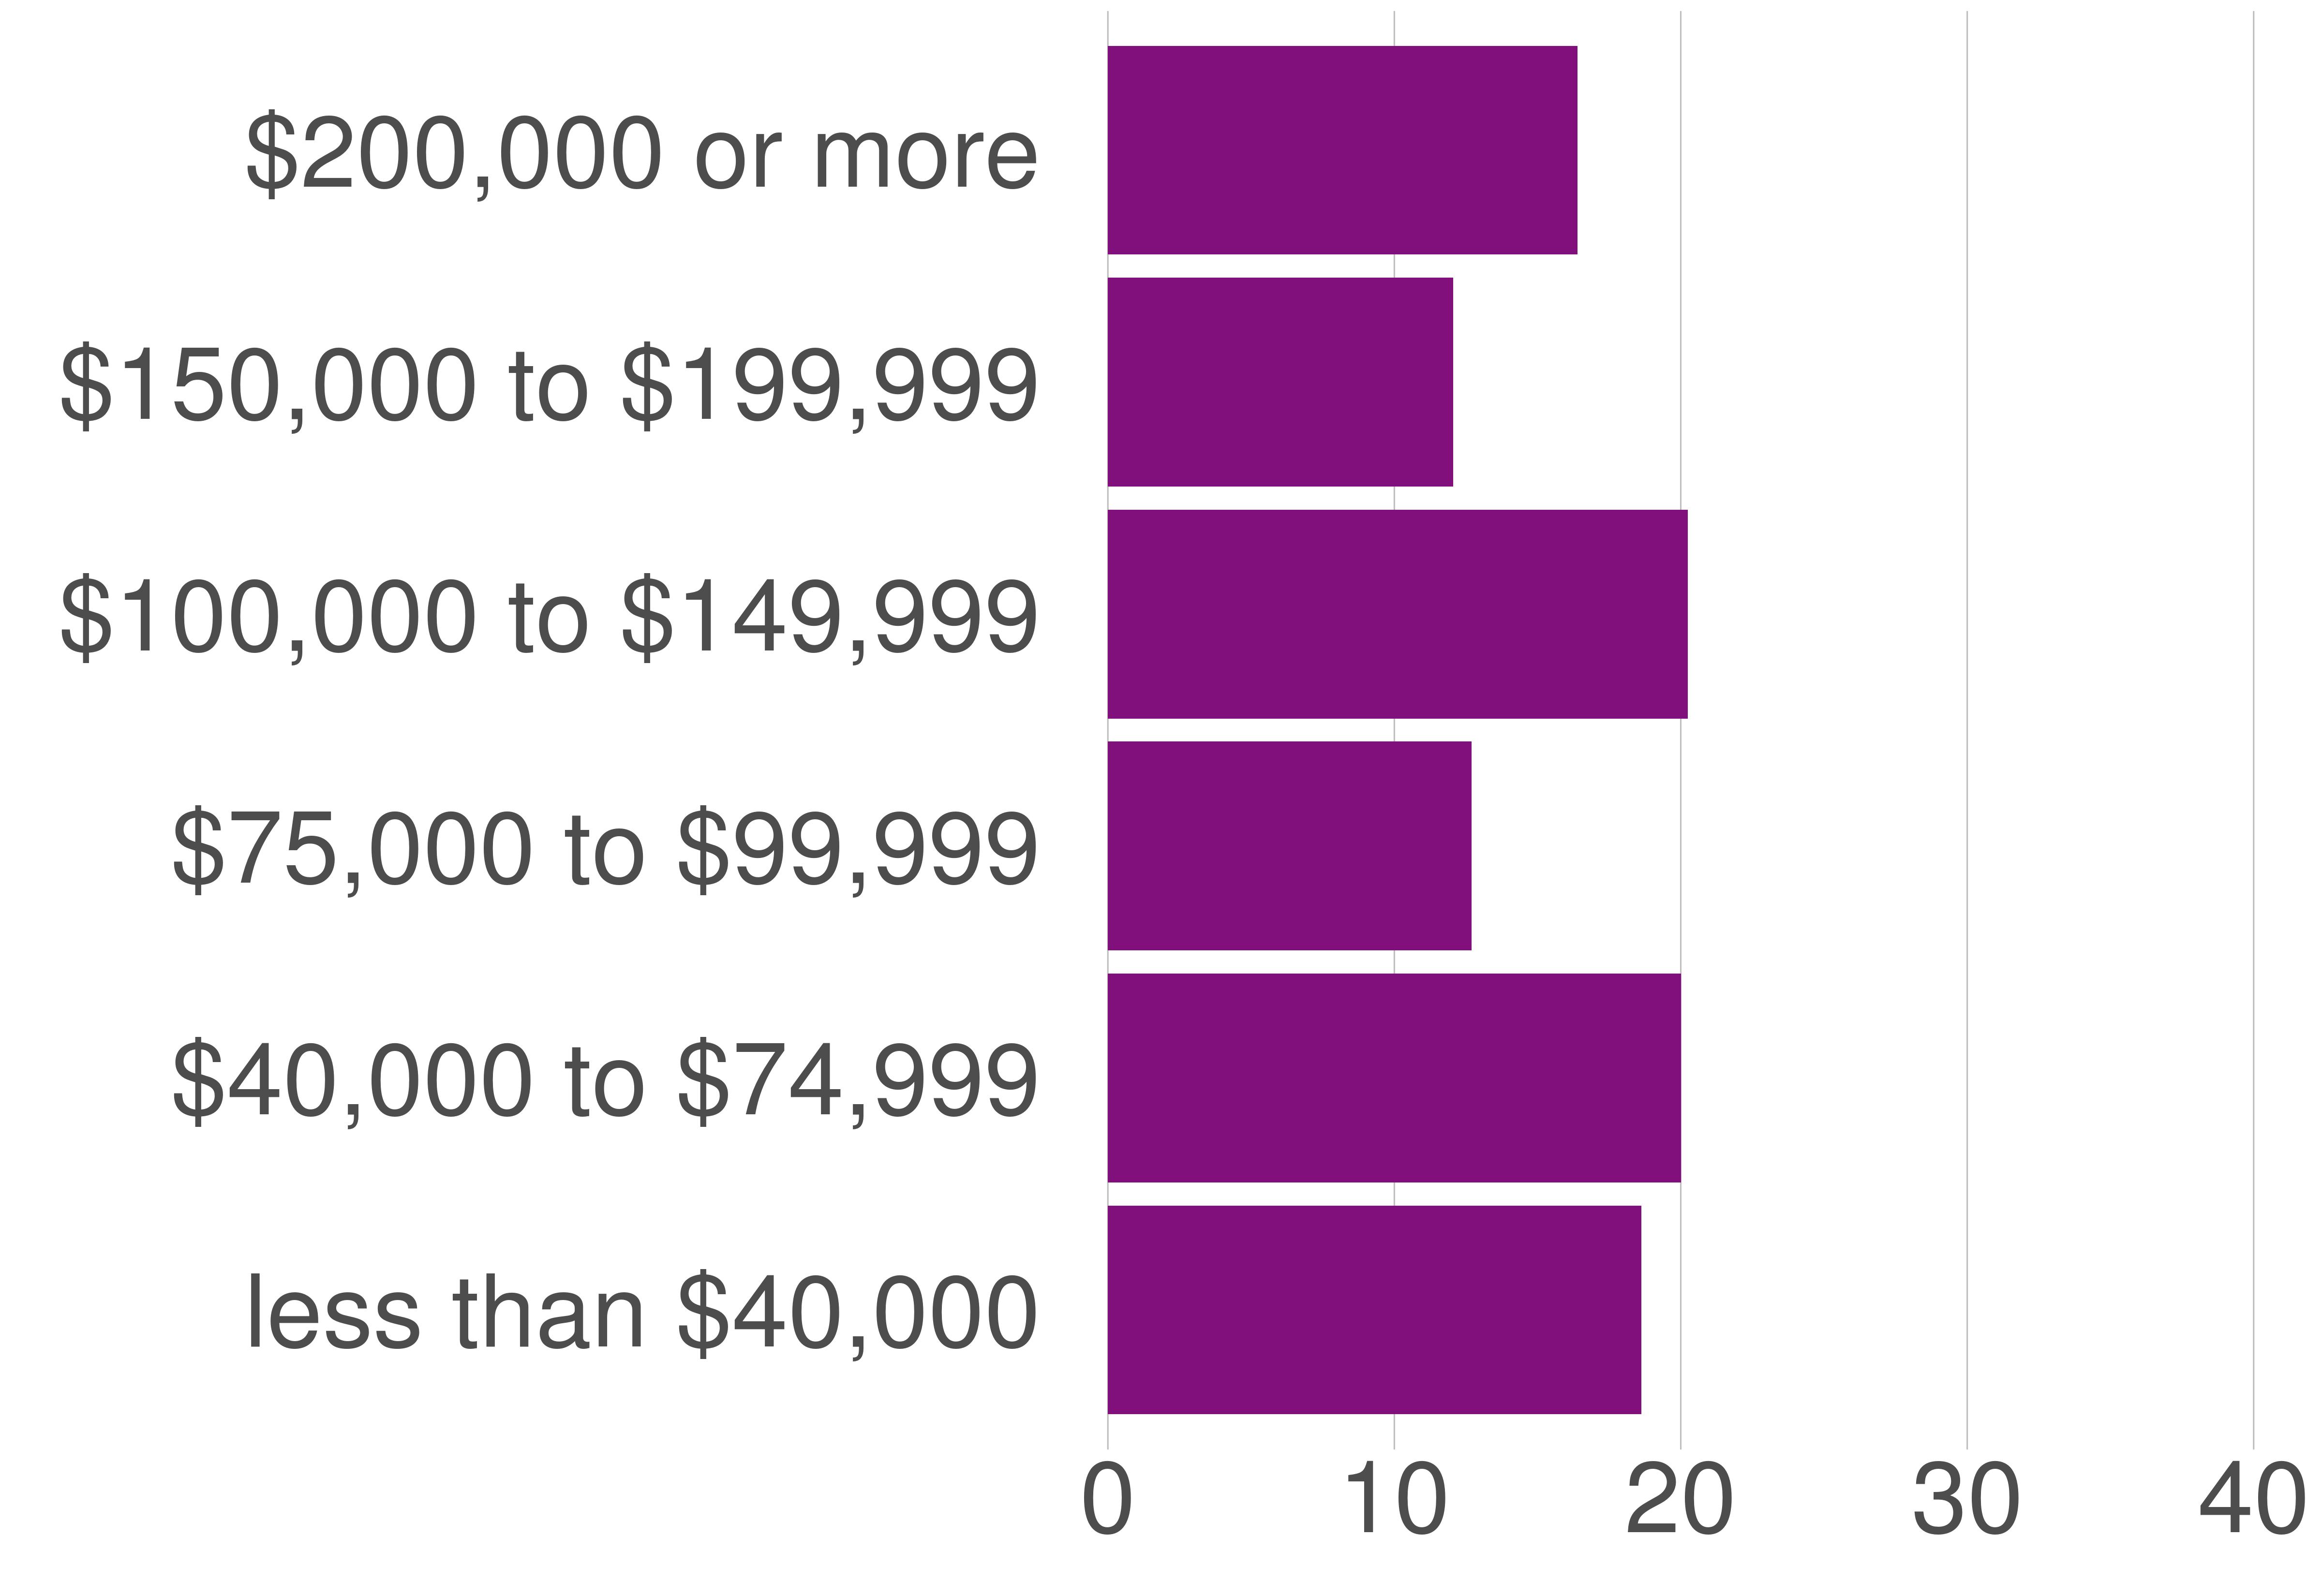 $200,000 or more
$150,000 to $199,999
$100,000 to $149,999
$75,000 to $99,999
$40,000 to $74,999
less than $40,000
0 10 20 30 40